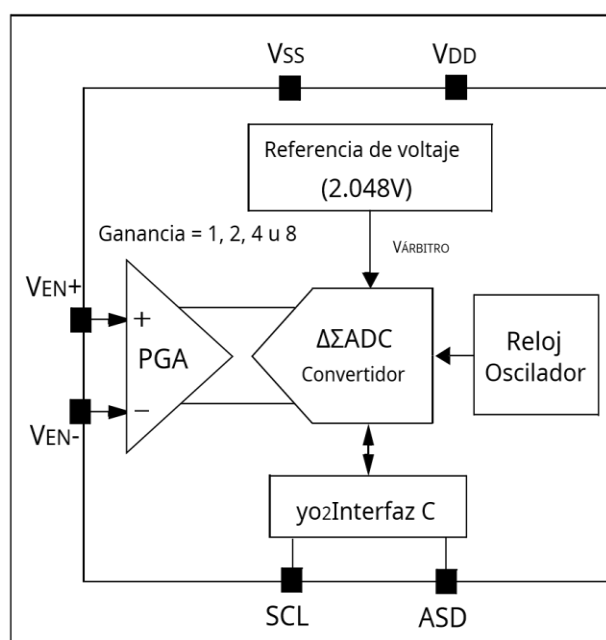 VSS VDD
Referencia de voltaje
(2.048V)
Ganancia = 1, 2, 4 u 8
VÁRBITRO
VEN+
+
PGA
−
VEN-
ΔΣADC
Convertidor
Reloj
Oscilador
yo2Interfaz C
SCL ASD